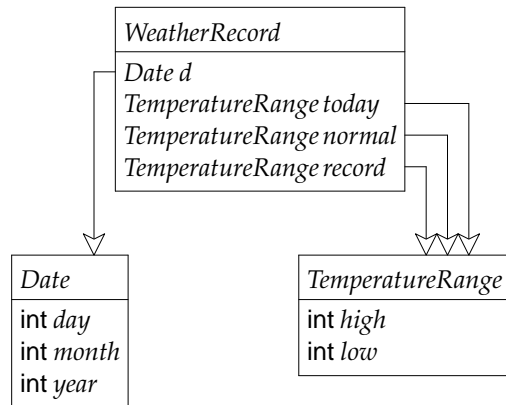 WeatherRecord
Date d
TemperatureRange today
TemperatureRange normal
TemperatureRange record
Date
int day
int month
int year
TemperatureRange
int high
int low